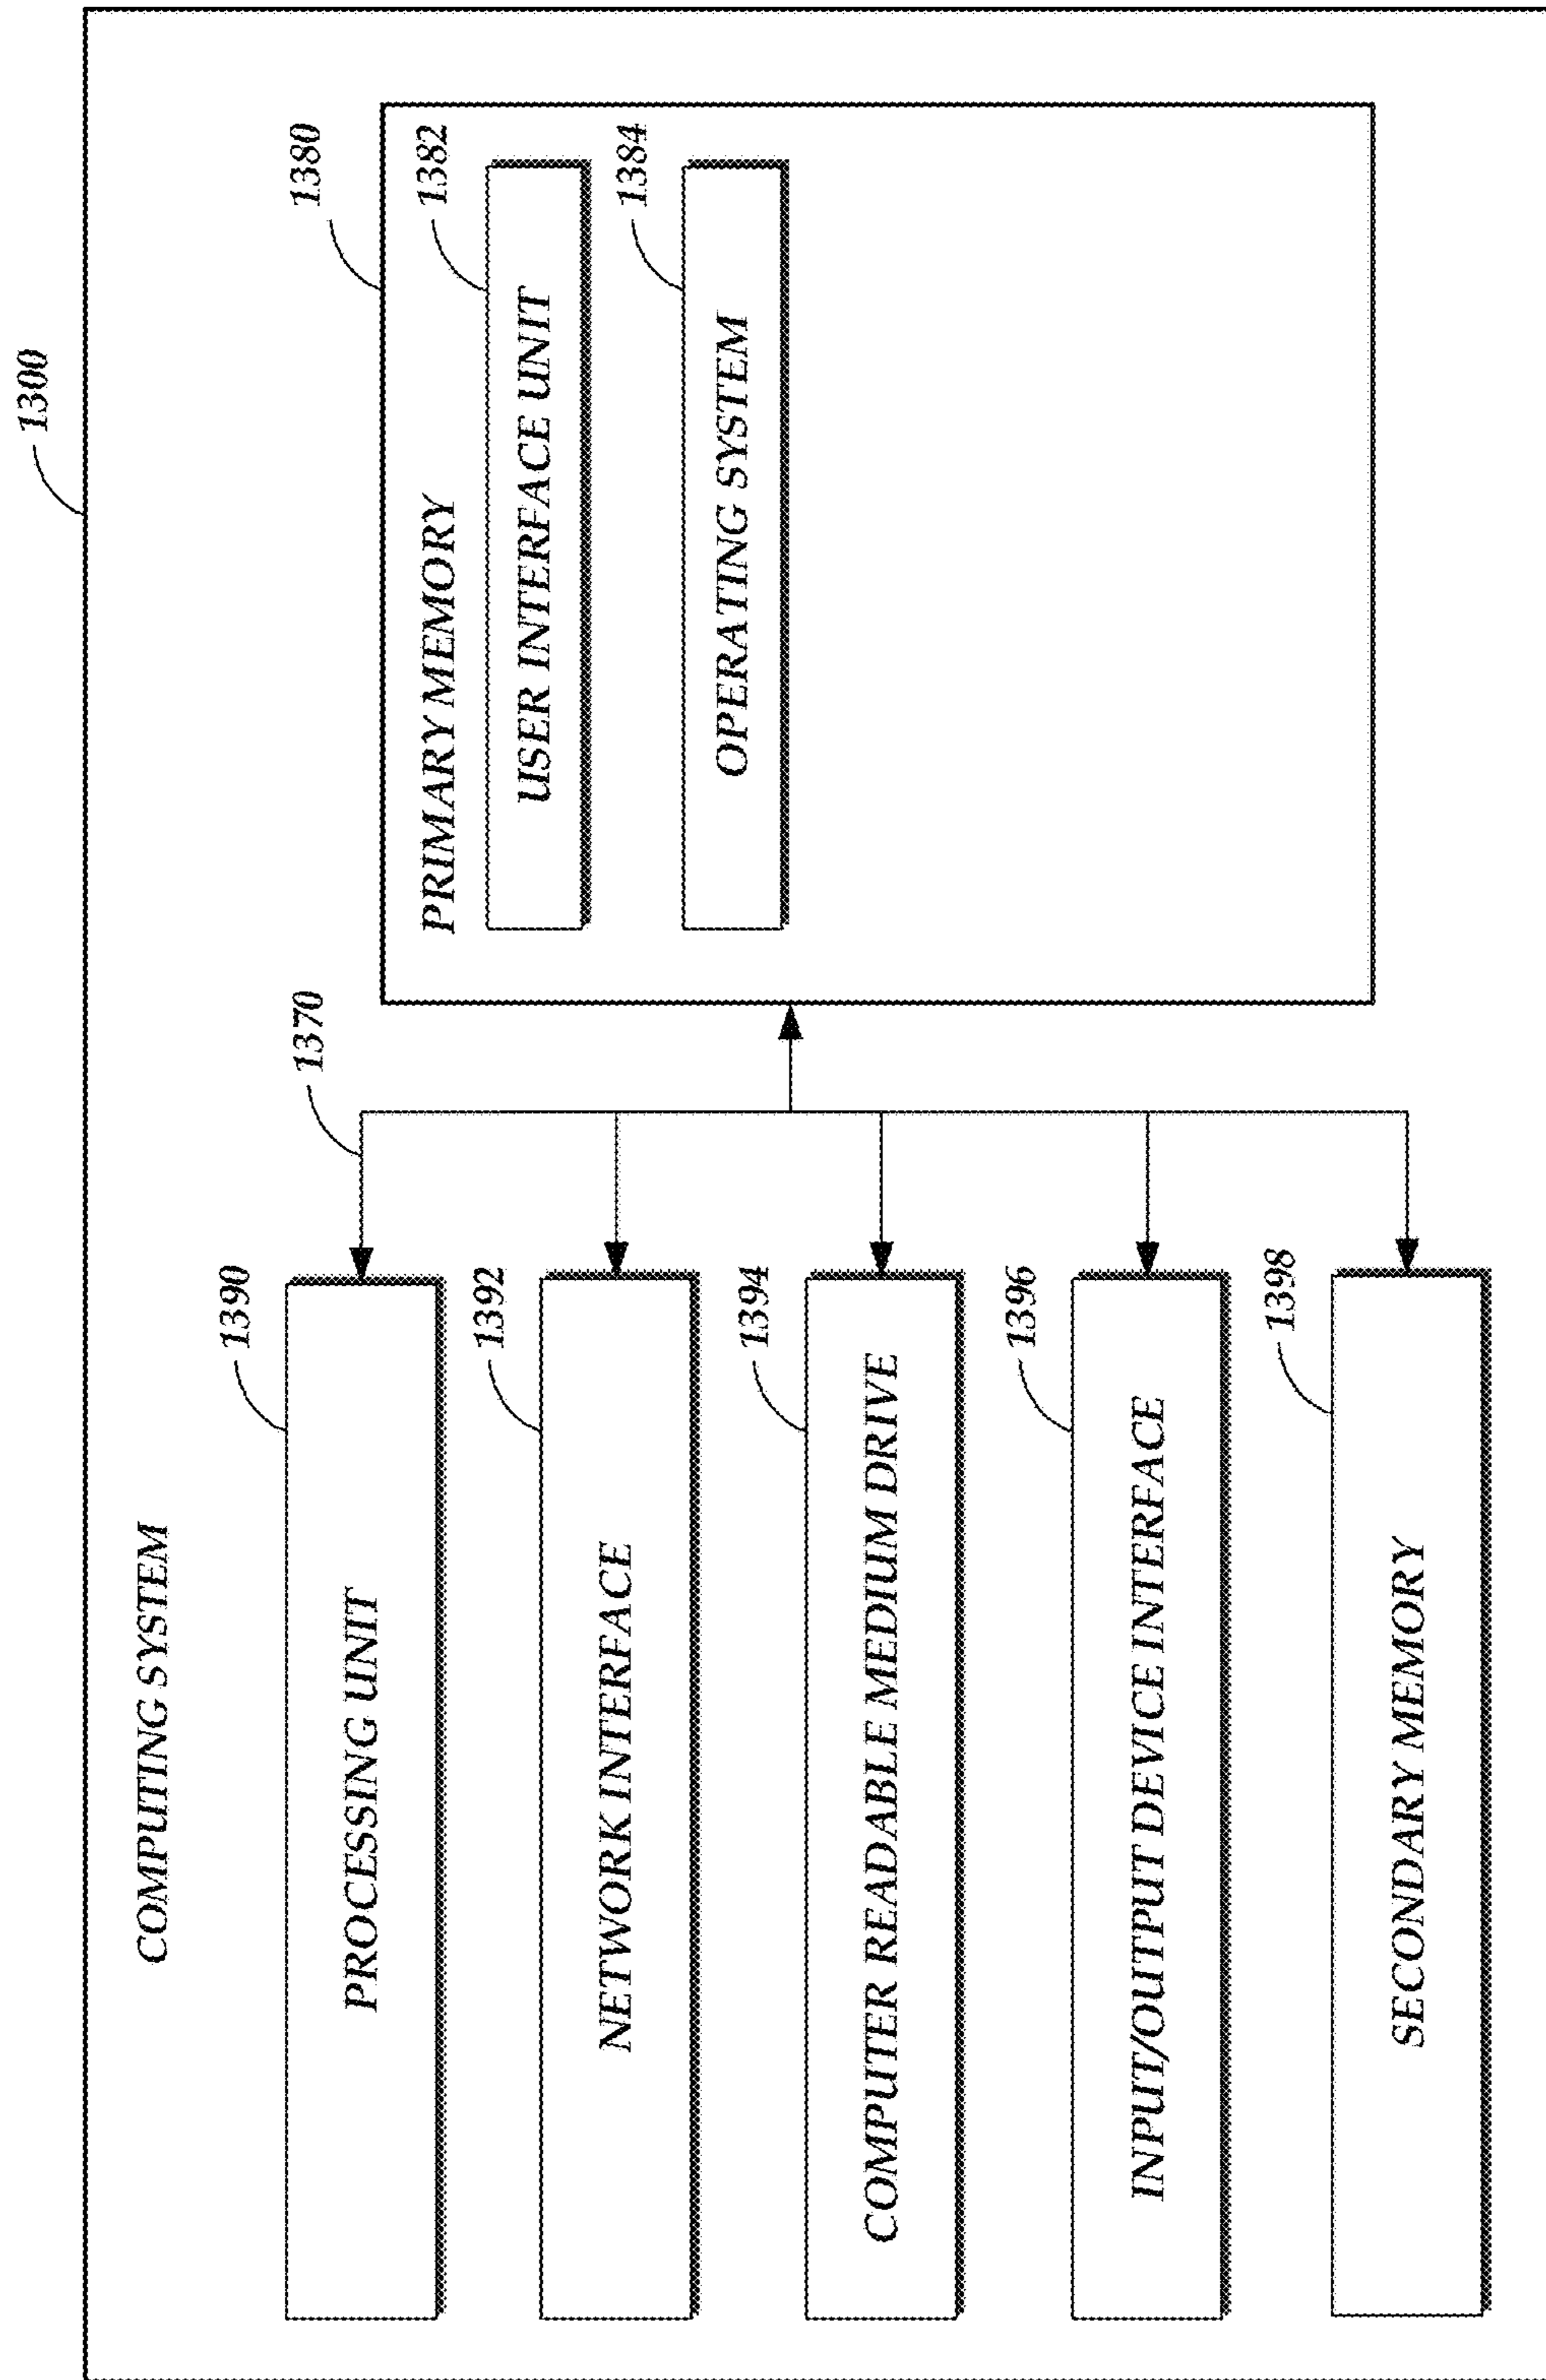 1300
COMPUTING SYSTEM
1390
PROCESSING UNIT
1392
NETWORK INTERFACE
1394
COMPUTER READABLE MEDIUM DRIVE
1396
INPUT/OUTPUT DEVICE INTERFACE
1398
SECONDARY MEMORY
1370
1380
PRIMARY MEMORY
1382
USER INTERFACE UNIT
1384
OPERATING SYSTEM